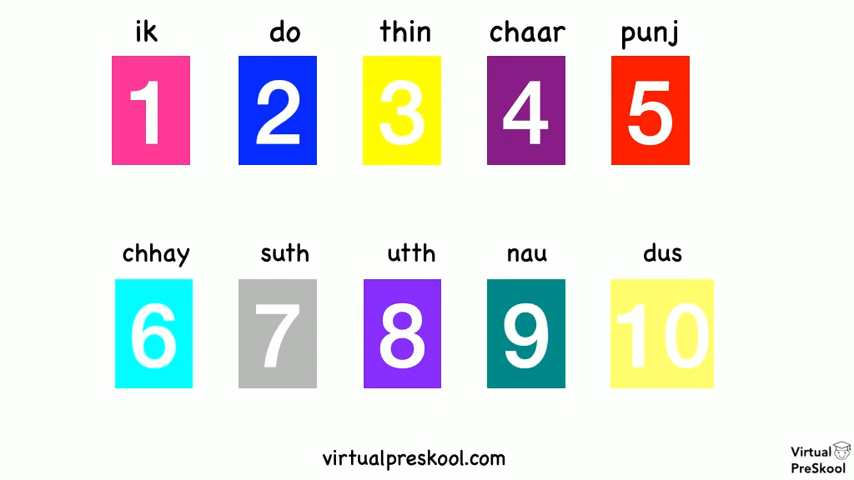 ik do thin chaar punj
1 2 3 4 5
chhay suth utth nau dus
6 7 8 9 10
virtualpreskool.com
Virtual
PreSkool